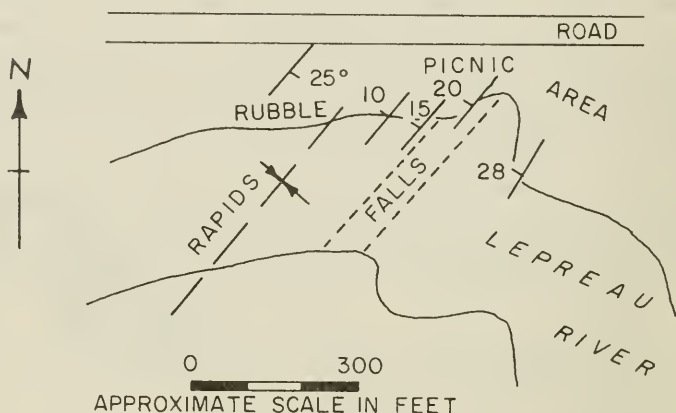 ROAD
N
25°
PICNIC
10
15
20
AREA
RUBBLE
28
RAPIDS
FALLS
LEPREAU
RIVER
0 300
APPROXIMATE SCALE IN FEET